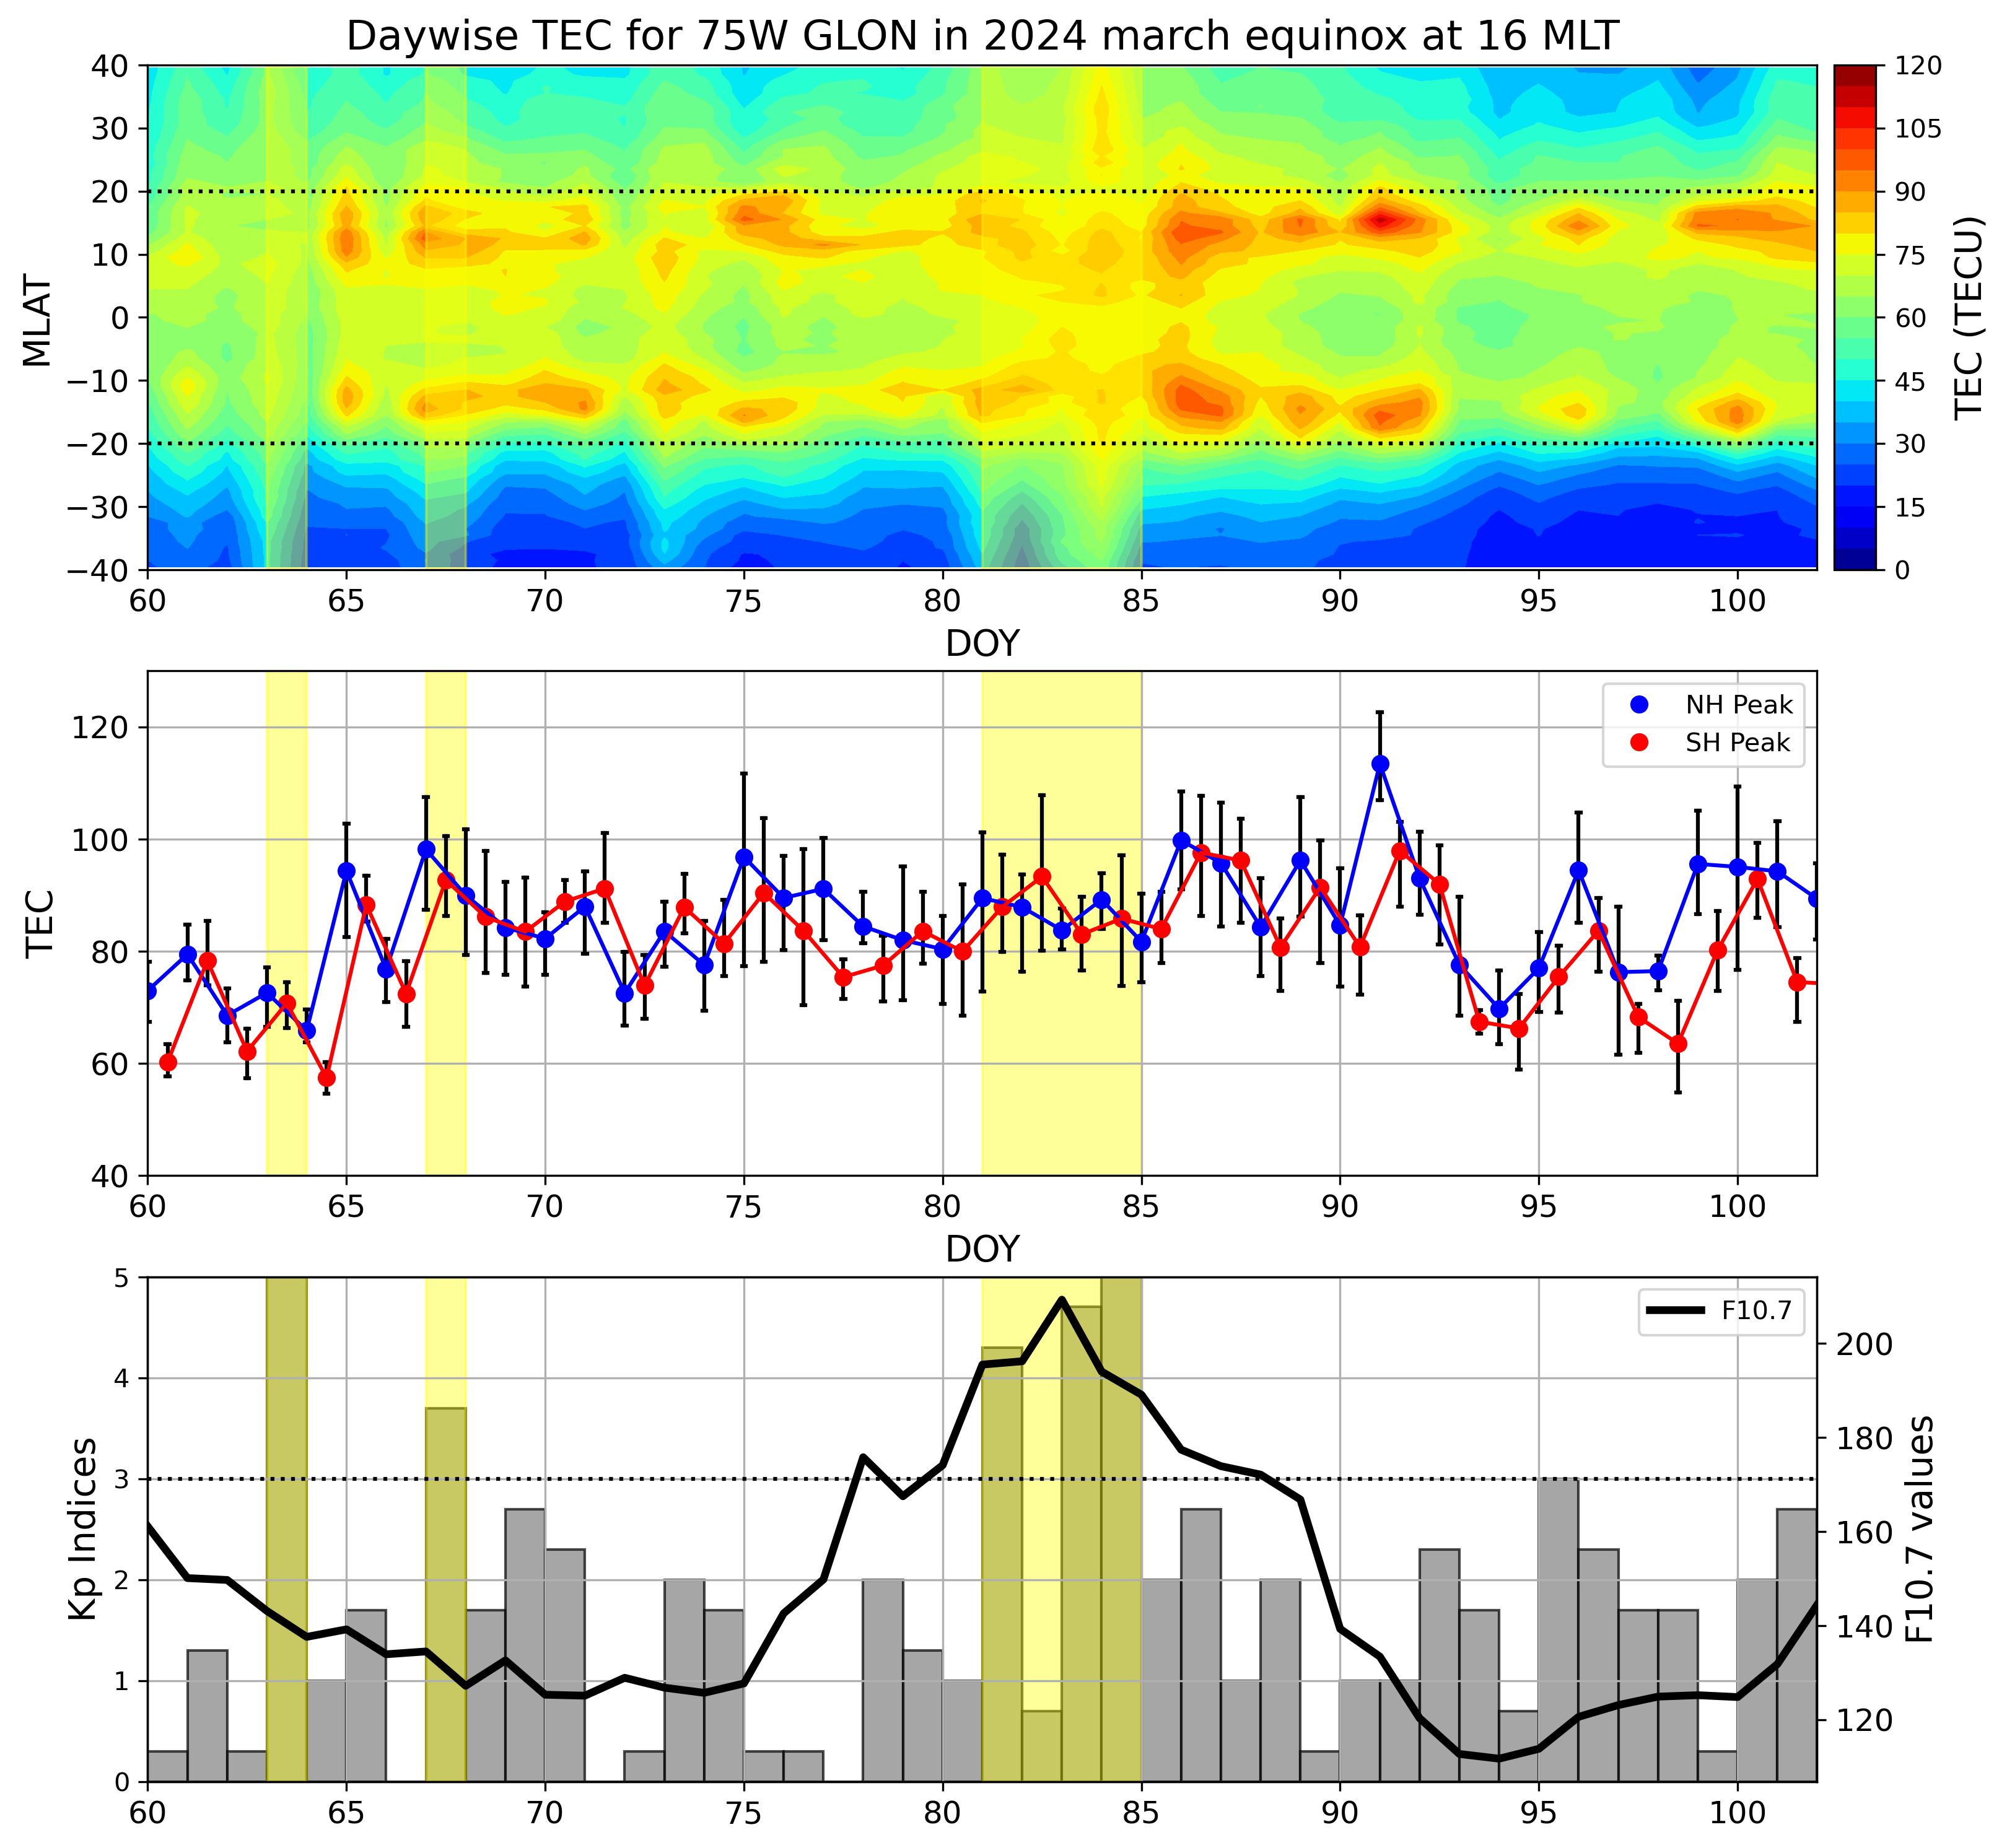 Daywise TEC for 75W GLON in 2024 march equinox at 16 MLT
40
30
20
10
0
−10
−20
−30
−40
MLAT
60 65 70 75 80 85 90 95 100
DOY
120
105
90
75
60
45
30
15
0
TEC (TECU)
120
100
80
60
40
TEC
NH Peak
SH Peak
60 65 70 75 80 85 90 95 100
DOY
5
4
3
2
1
0
Kp Indices
F10.7
200
180
160
140
120
F10.7 values
60 65 70 75 80 85 90 95 100